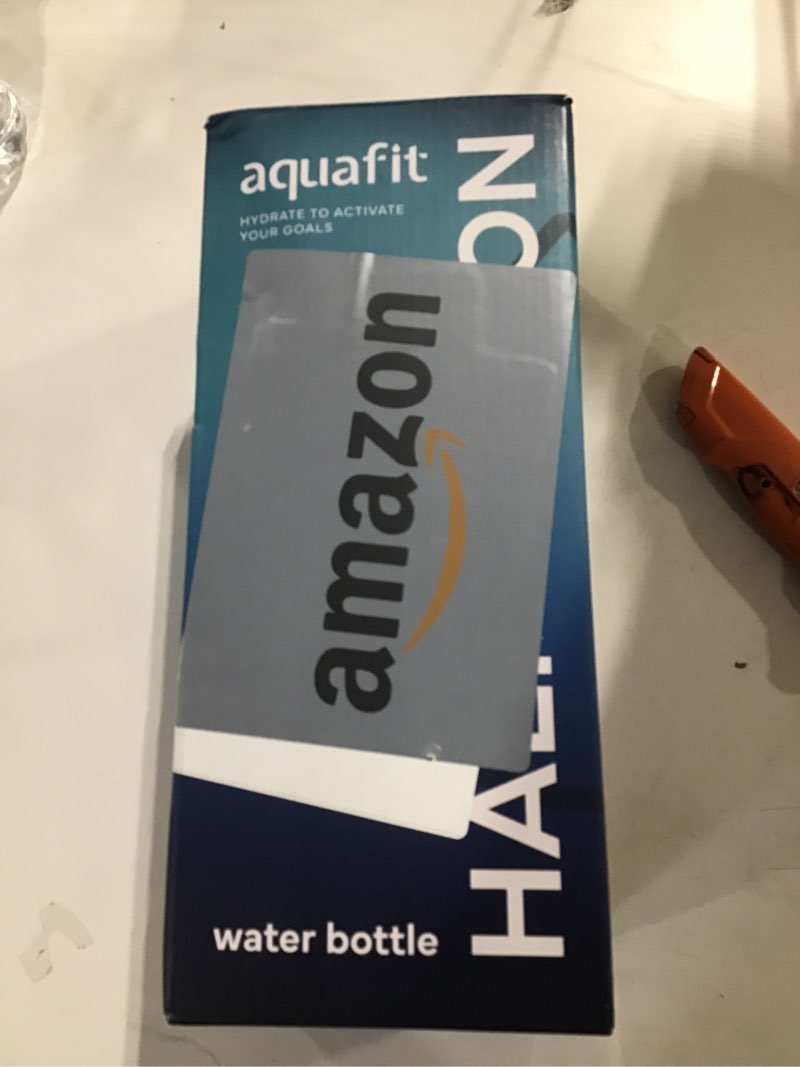 aquafit
HYDRATE TO ACTIVATE
YOUR GOALS
amazon
water bottle